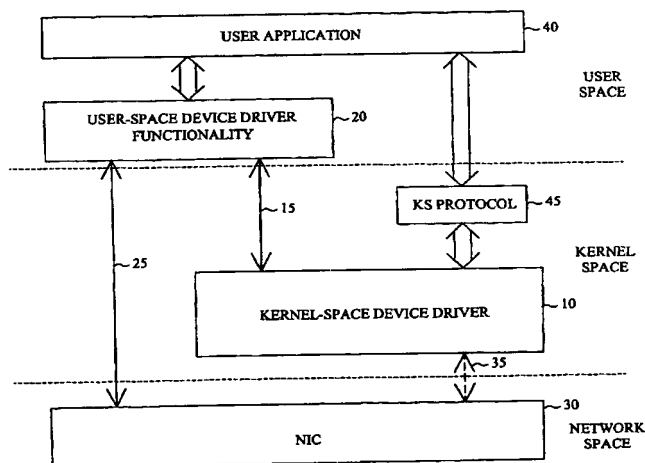 USER APPLICATION
40
USER
SPACE
USER-SPACE DEVICE DRIVER
FUNCTIONALITY
20
15
KS PROTOCOL
45
25
KERNEL
SPACE
KERNEL-SPACE DEVICE DRIVER
10
35
30
NIC
NETWORK
SPACE